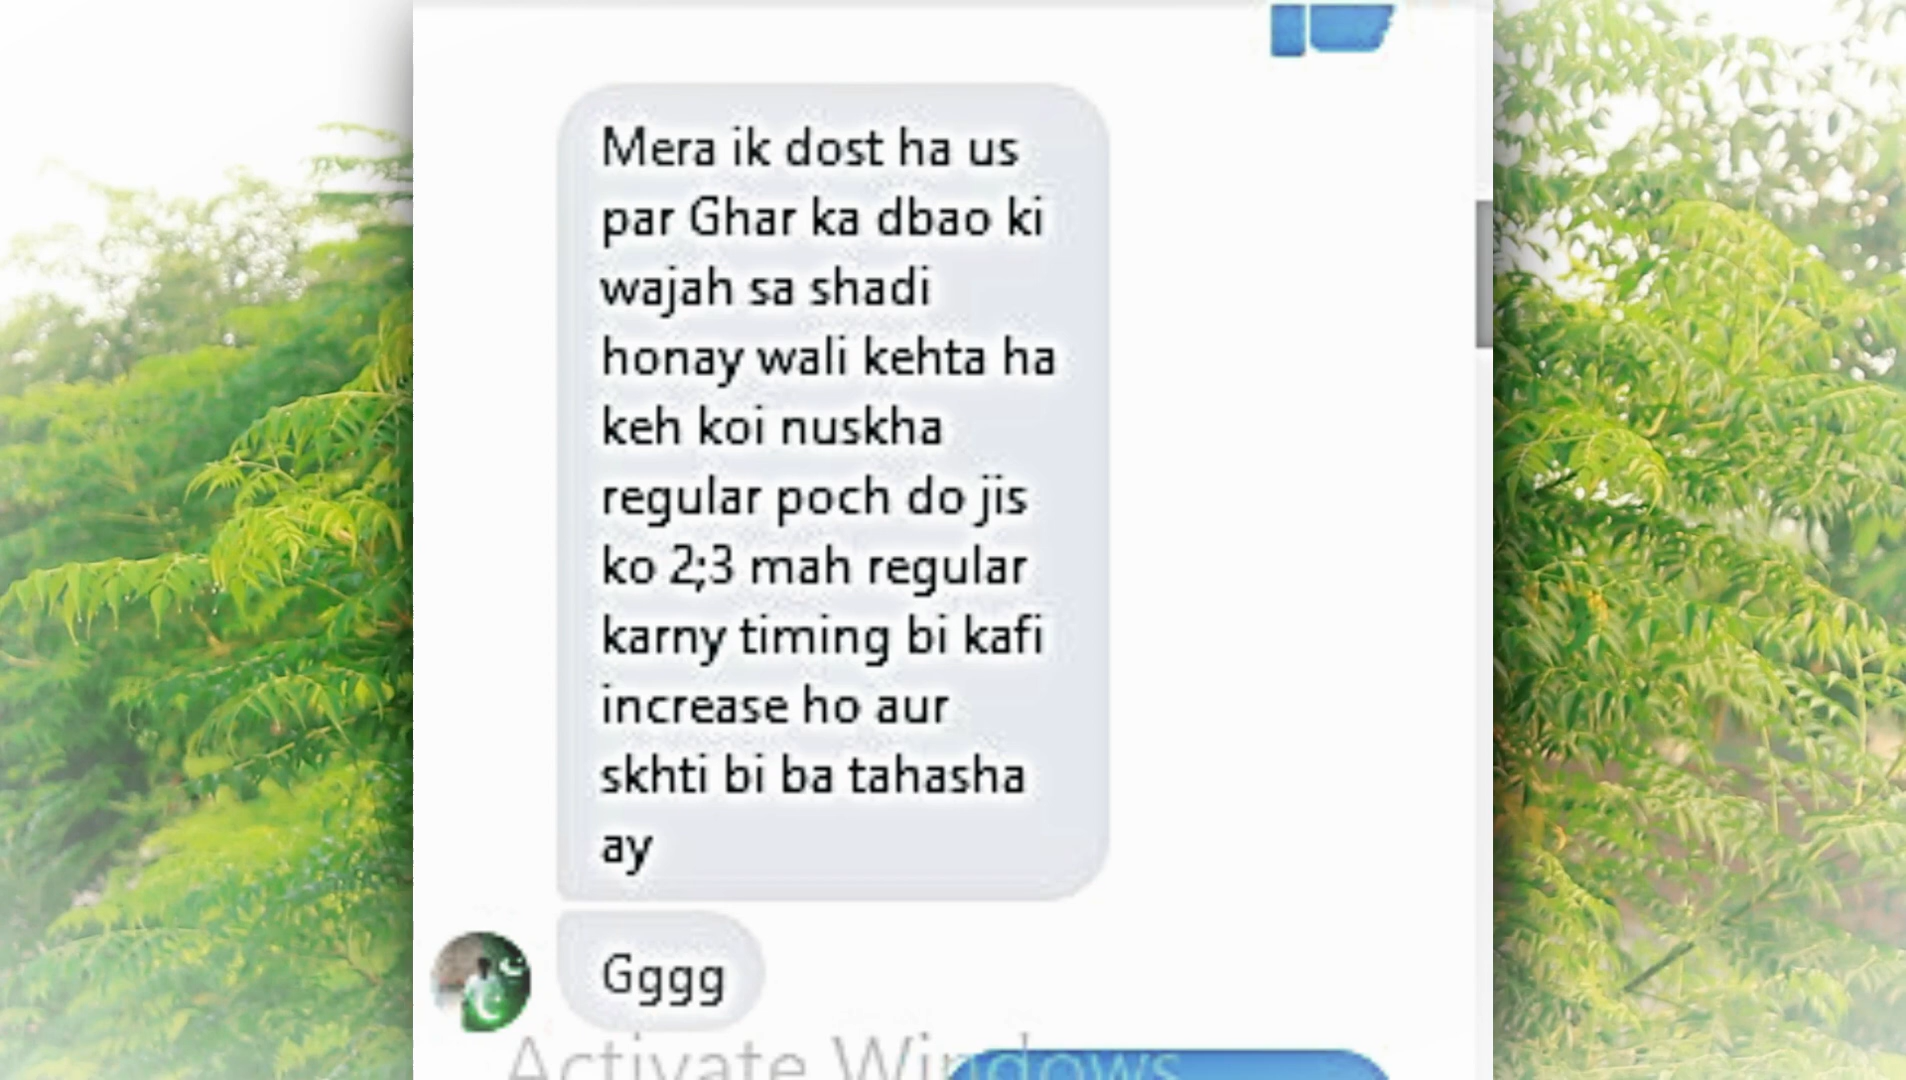 Mera ik dost ha us
par Ghar ka dbao ki
wajah sa shadi
honay wali kehta ha
keh koi nuskha
regular poch do jis
ko 2;3 mah regular
karny timing bi kafi
increase ho aur
skhti bi ba tahasha
ay
Gggg
Activate Windows